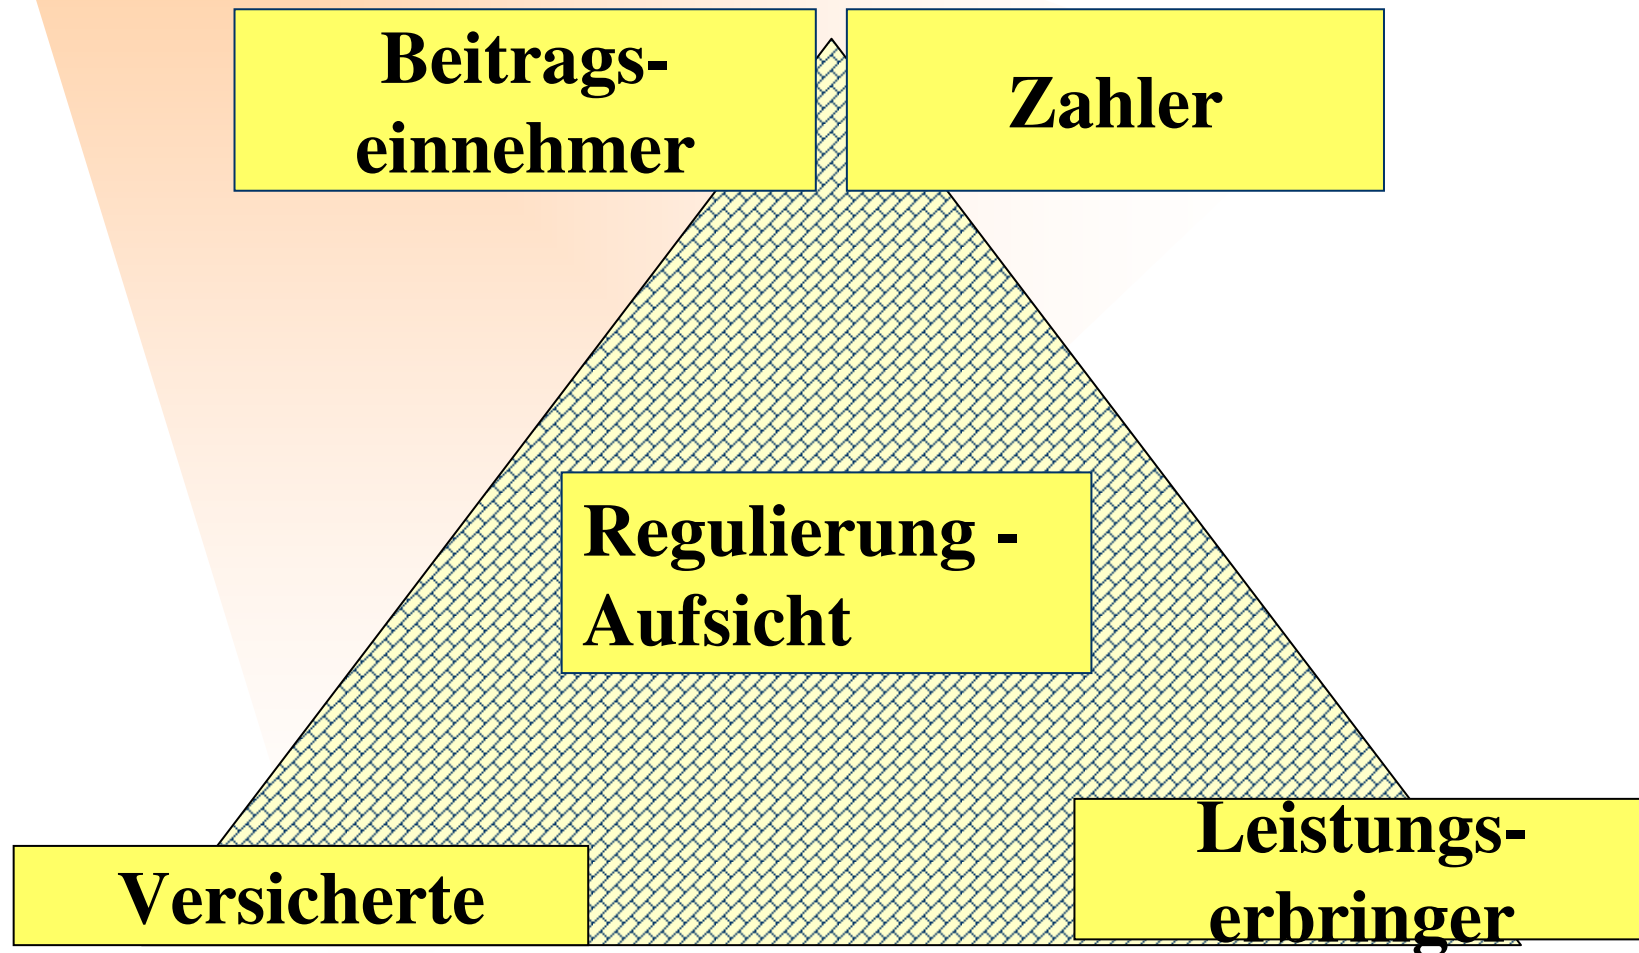 Beitrags-
einnehmer
Zahler
Regulierung -
Aufsicht
Versicherte
Leistungs-
erbringer